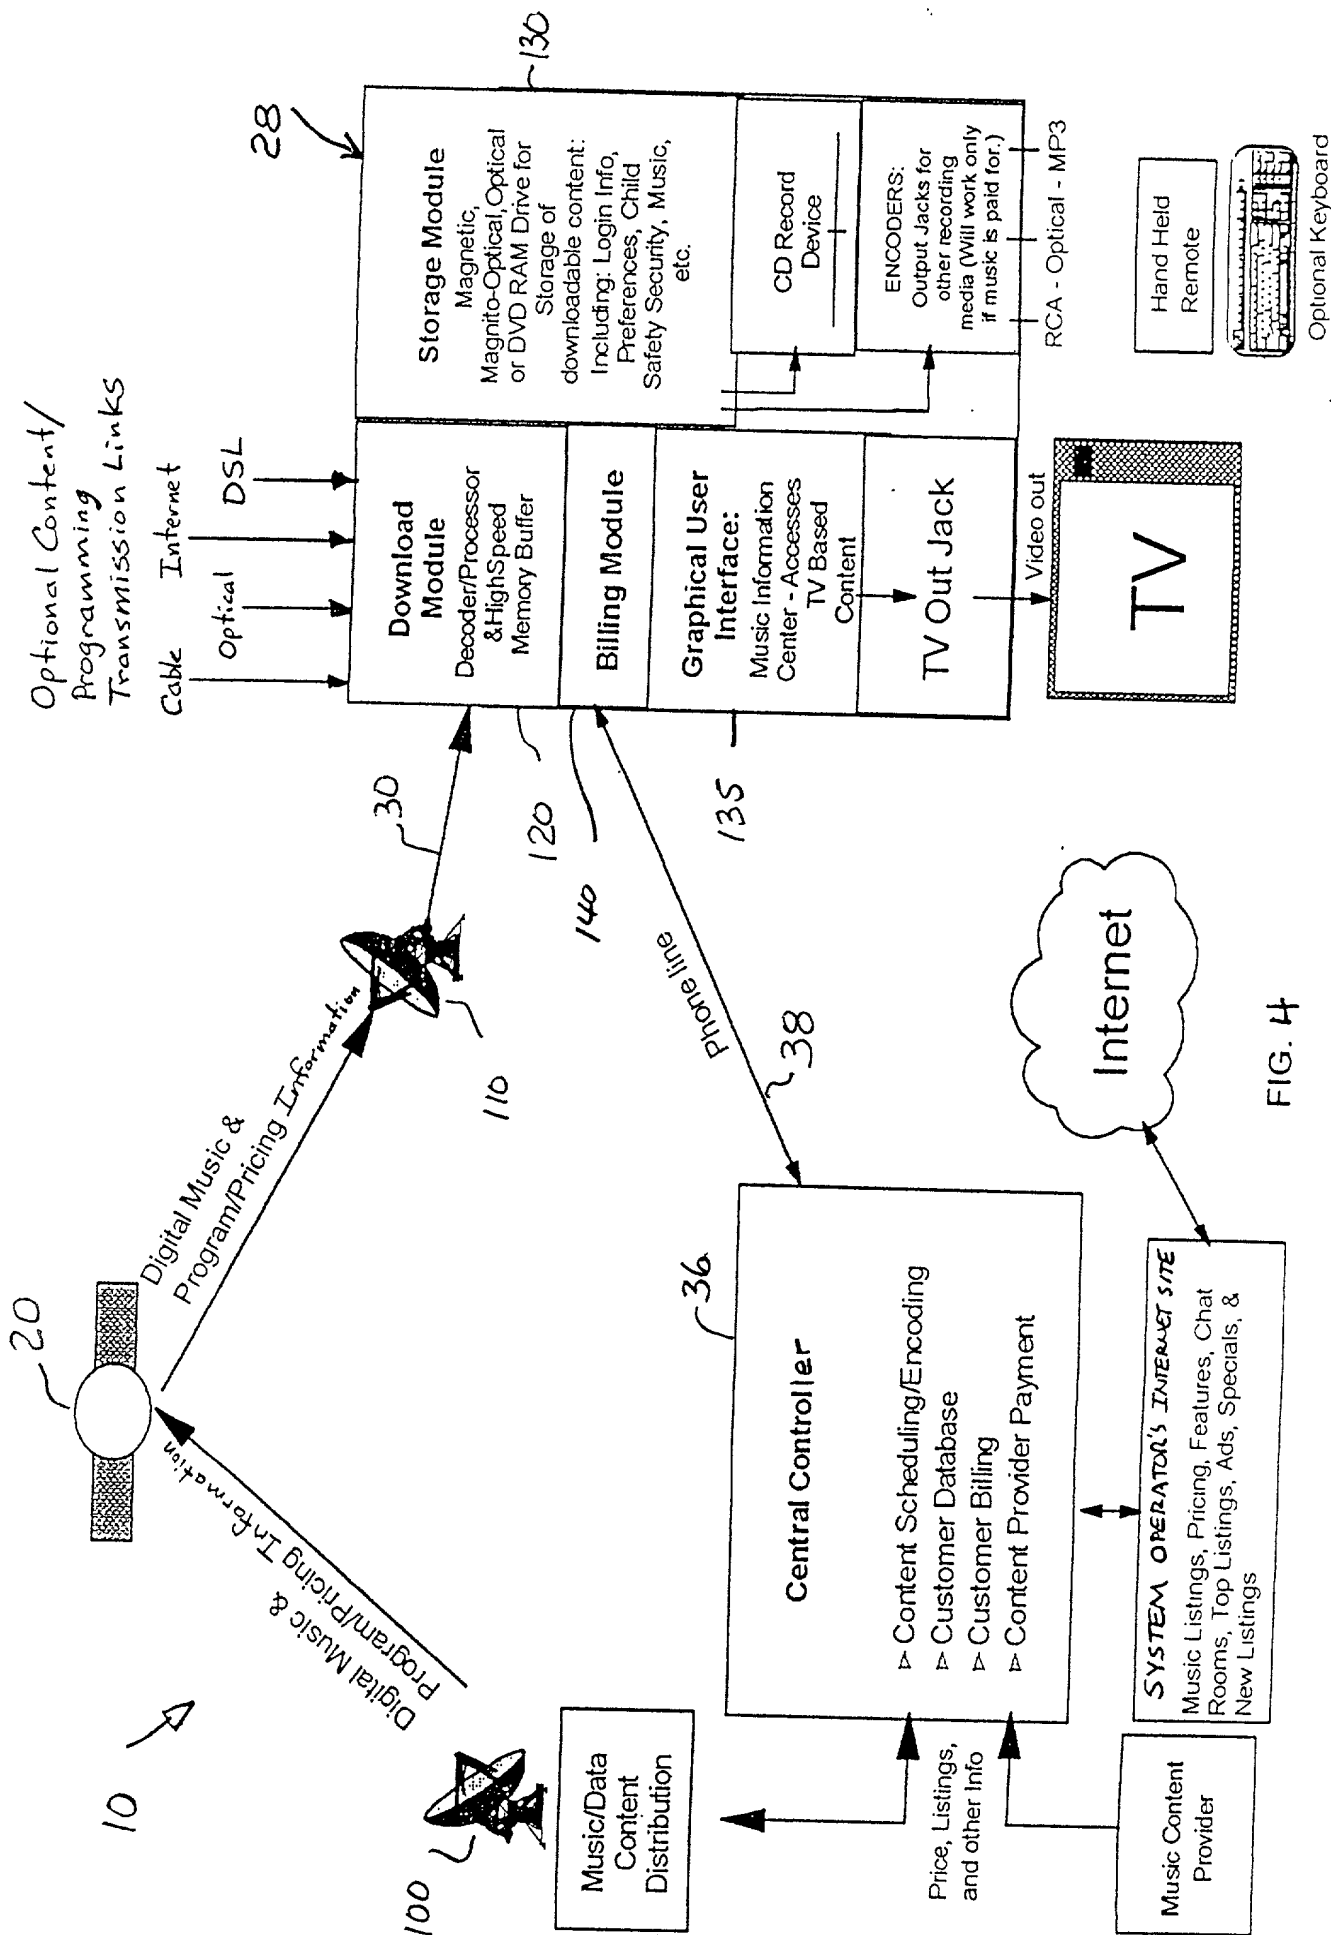 10
20
Digital Music &
Program/Pricing Information
Digital Music &
Program/Pricing Information
100
Music/Data
Content
Distribution
110
30
Optional Content/
Programming
Transmission Links
Cable
Optical
Internet
DSL
28
Download
Module
Decoder/Processor
&HighSpeed
Memory Buffer
120
Billing Module
140
Graphical User
Interface:
Music Information
Center - Accesses
TV Based
Content
135
TV Out Jack
Video out
TV
Storage Module
Magnetic,
Magnito-Optical, Optical
or DVD RAM Drive for
Storage of
downloadable content:
Including: Login Info,
Preferences, Child
Safety Security, Music,
etc.
130
CD Record
Device
ENCODERS:
Output Jacks for
other recording
media (Will work only
if music is paid for.)
RCA - Optical - MP3
Hand Held
Remote
Optional Keyboard
Phone line
38
36
Central Controller
▻ Content Scheduling/Encoding
▻ Customer Database
▻ Customer Billing
▻ Content Provider Payment
Price, Listings,
and other Info
Music Content
Provider
SYSTEM OPERATOR'S INTERNET SITE
Music Listings, Pricing, Features, Chat
Rooms, Top Listings, Ads, Specials, &
New Listings
Internet
FIG. 4